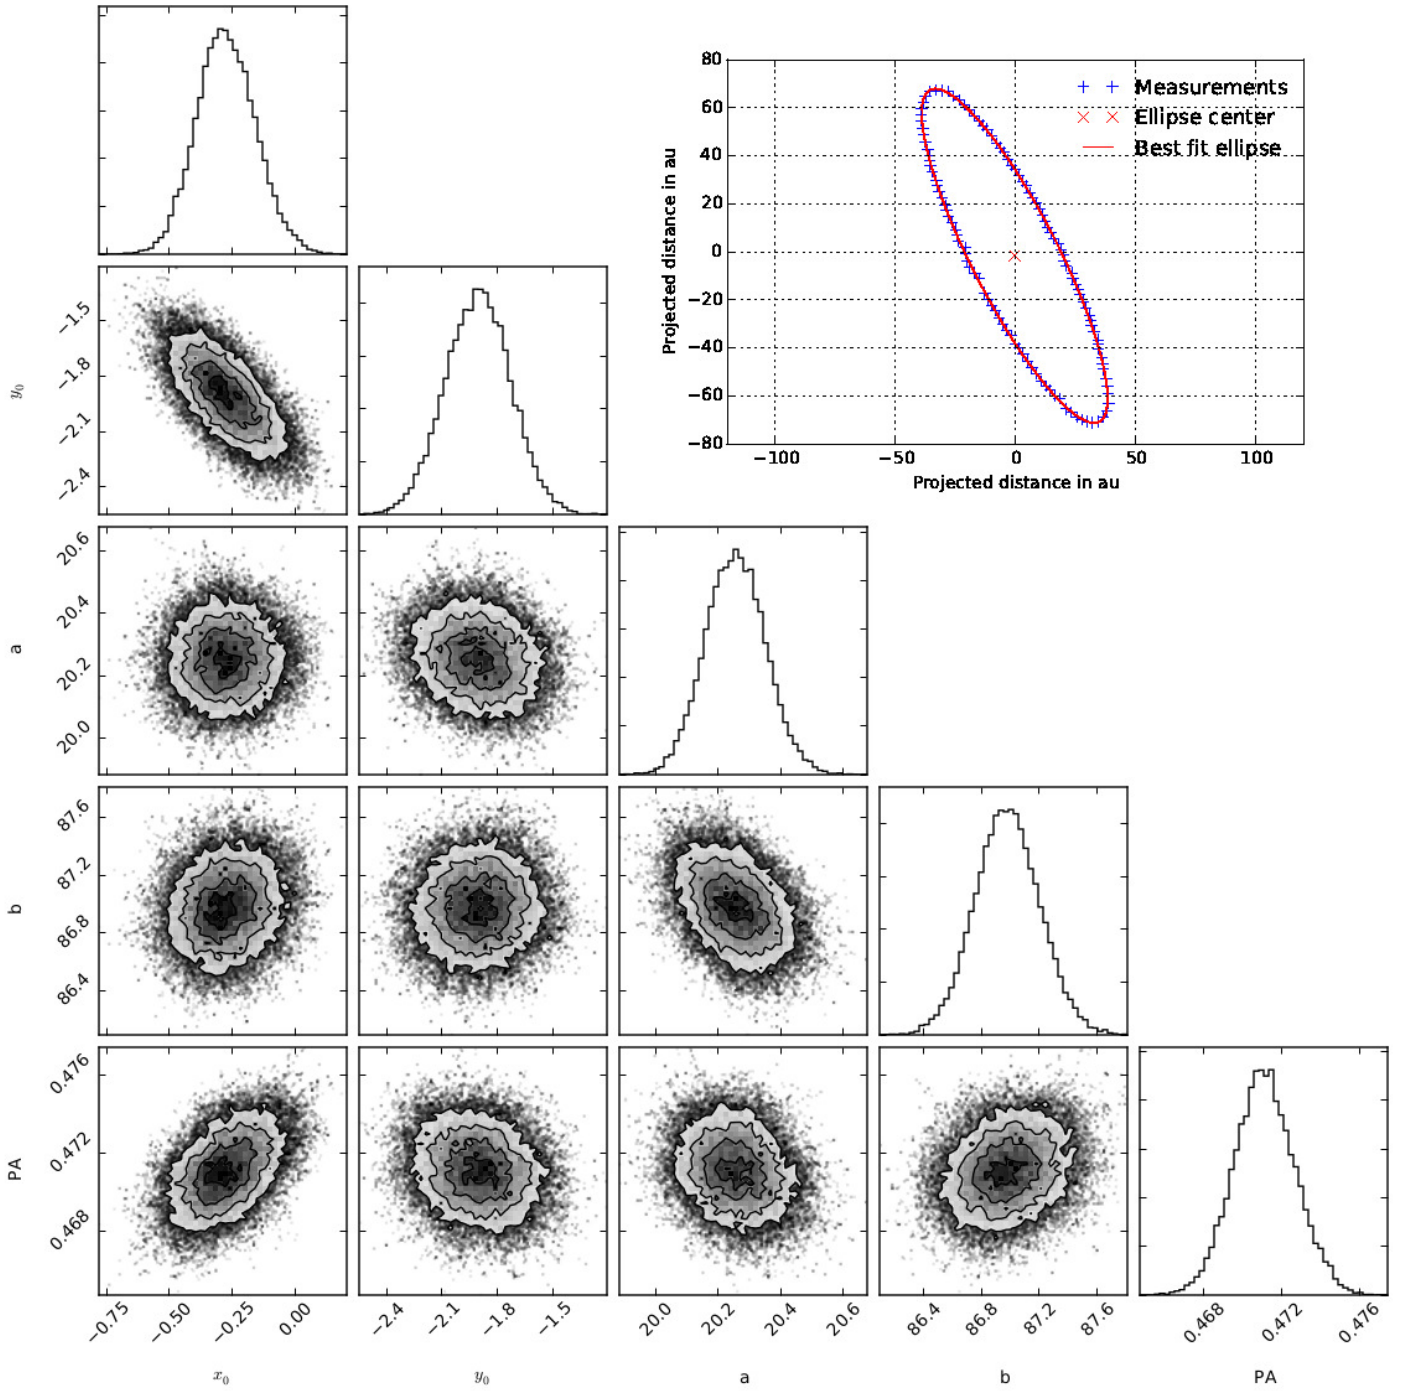 80
60
40
20
0
−20
−40
−60
−80
−100 −50 0 50 100
Projected distance in au
Projected distance in au
Measurements
Ellipse center
Best fit ellipse
−1.5
−1.8
−2.1
−2.4
y₀
20.6
20.4
20.2
20.0
a
87.6
87.2
86.8
86.4
b
0.476
0.472
0.468
PA
−0.75 −0.50 −0.25 0.00
−2.4 −2.1 −1.8 −1.5
20.0 20.2 20.4 20.6
86.4 86.8 87.2 87.6
0.468 0.472 0.476
x₀ y₀ a b PA